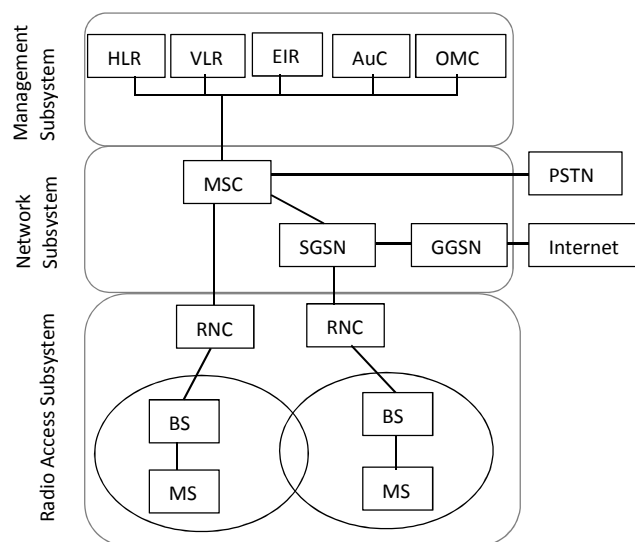 Management
Subsystem
HLR
VLR
EIR
AuC
OMC
Network
Subsystem
MSC
PSTN
SGSN
GGSN
Internet
Radio Access Subsystem
RNC
RNC
BS
BS
MS
MS